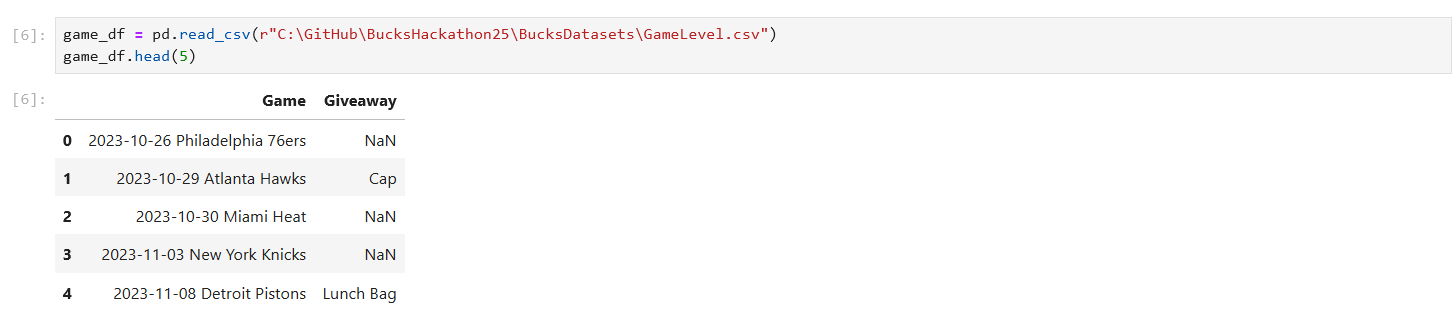 [6]: game_df = pd.read_csv(r"C:\GitHub\BucksHackathon25\BucksDatasets\GameLevel.csv")
game_df.head(5)
[6]:
Game Giveaway
0 2023-10-26 Philadelphia 76ers NaN
1 2023-10-29 Atlanta Hawks Cap
2 2023-10-30 Miami Heat NaN
3 2023-11-03 New York Knicks NaN
4 2023-11-08 Detroit Pistons Lunch Bag